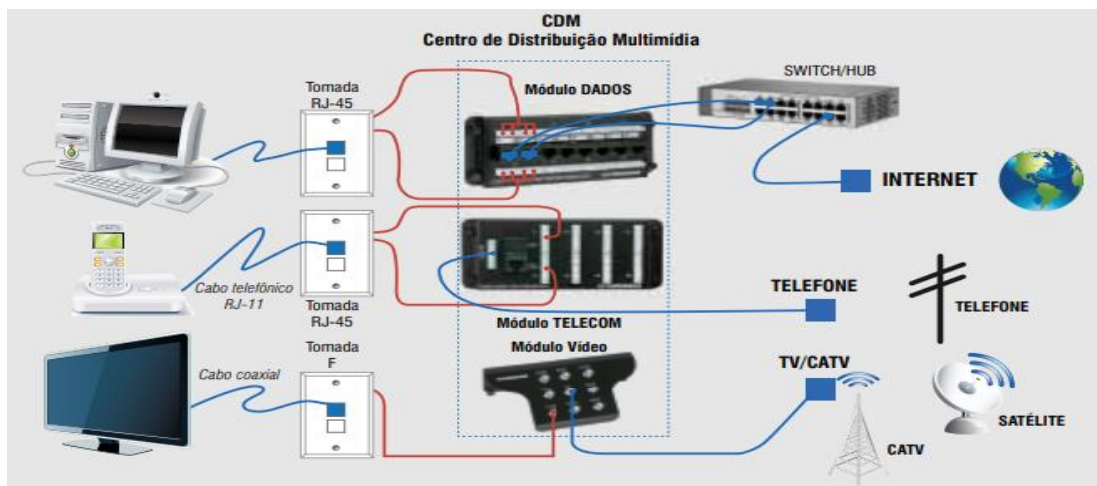 CDM
Centro de Distribuição Multimídia
SWITCH/HUB
Tomada
RJ-45
Módulo DADOS
INTERNET
Cabo telefônico
RJ-11
Tomada
RJ-45
TELEFONE
TELEFONE
Módulo TELECOM
Módulo Vídeo
Tomada
F
TV/CATV
Cabo coaxial
SATÉLITE
CATV